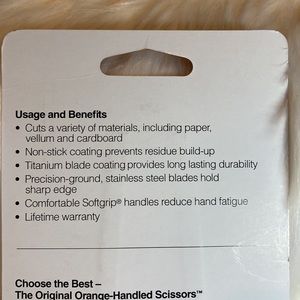 Usage and Benefits
• Cuts a variety of materials, including paper,
vellum and cardboard
• Non-stick coating prevents residue build-up
• Titanium blade coating provides long lasting durability
• Precision-ground, stainless steel blades hold
sharp edge
• Comfortable Softgrip® handles reduce hand fatigue
• Lifetime warranty
Choose the Best –
The Original Orange-Handled Scissors™